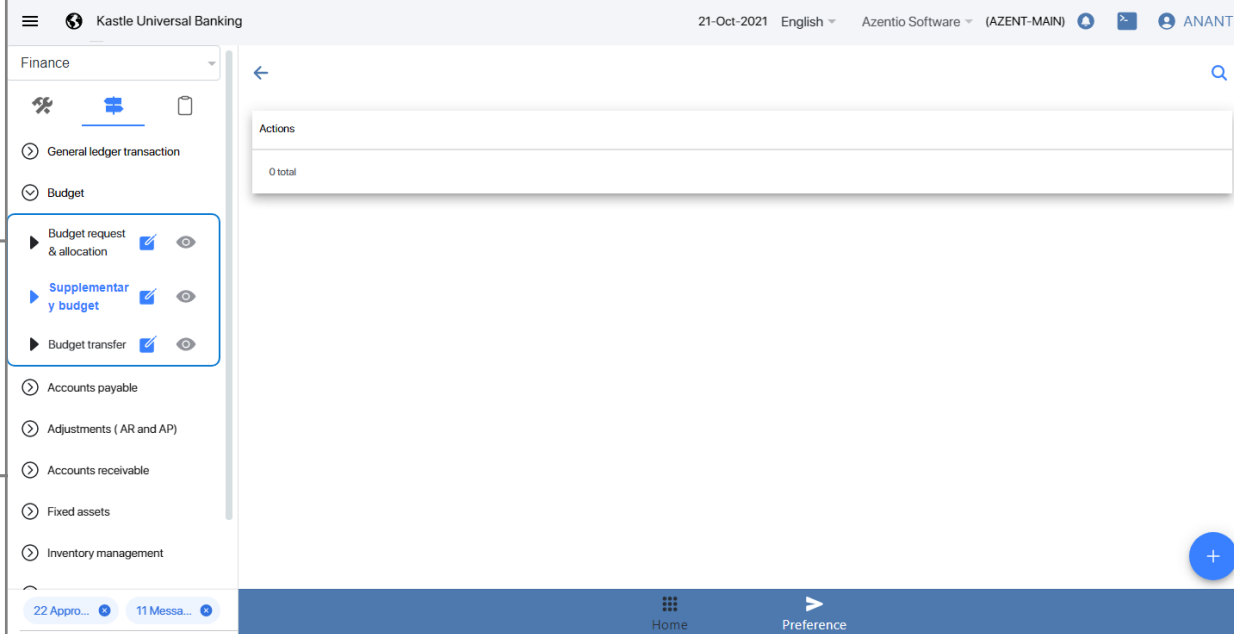 Kastle Universal Banking
21-Oct-2021 English Azentio Software (AZENT-MAIN) ANANT
Finance
General ledger transaction
Budget
Budget request
& allocation
Supplementar
y budget
Budget transfer
Accounts payable
Adjustments ( AR and AP)
Accounts receivable
Fixed assets
Inventory management
22 Appro...
11 Messa...
Actions
0 total
Home
Preference